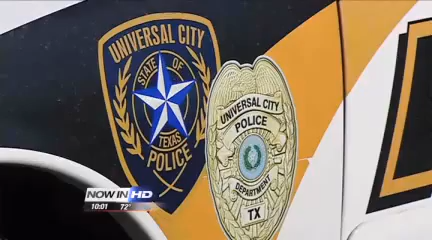 UNIVERSAL CITY
STATE OF
TEXAS
POLICE
UNIVERSAL CITY
POLICE
DEPARTMENT
TX
NOW IN HD
10:01 72°